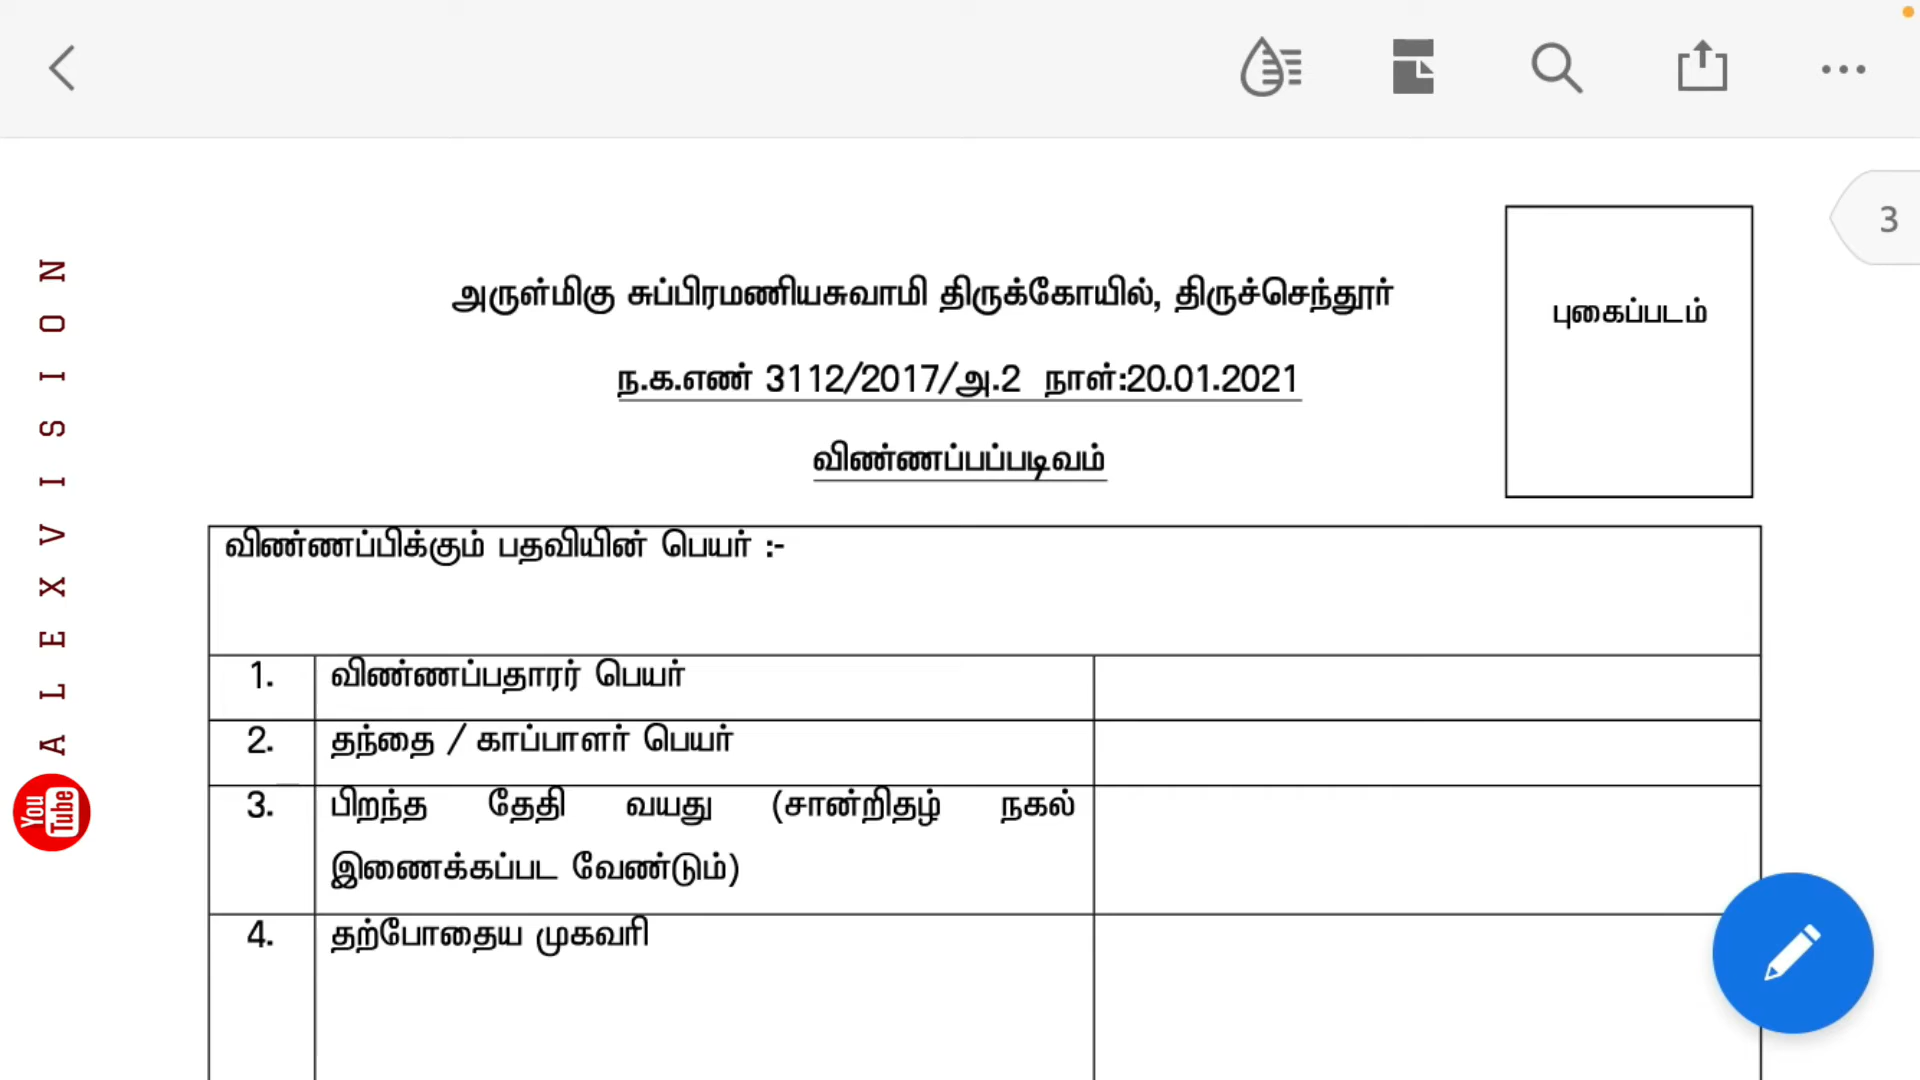 3
அருள்மிகு சுப்பிரமணியசுவாமி திருக்கோயில், திருச்செந்தூர்
புகைப்படம்
ந.க.எண் 3112/2017/அ.2 நாள்:20.01.2021
விண்ணப்பப்படிவம்
விண்ணப்பிக்கும் பதவியின் பெயர் :-
1. விண்ணப்பதாரர் பெயர்
2. தந்தை / காப்பாளர் பெயர்
3. பிறந்த தேதி வயது (சான்றிதழ் நகல்
இணைக்கப்பட வேண்டும்)
4. தற்போதைய முகவரி
ALEXVISION
You
Tube